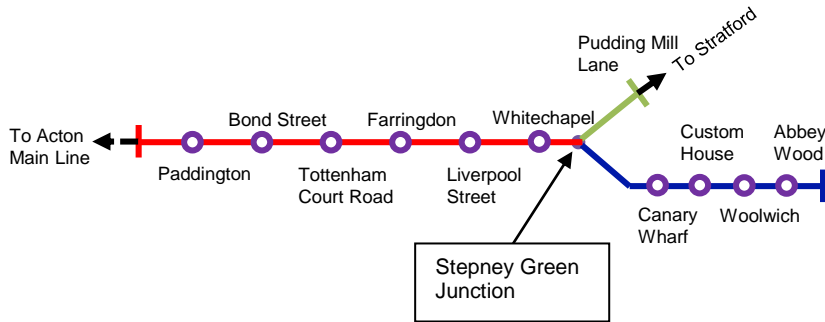 Pudding Mill
Lane
To Stratford
To Acton
Main Line
Bond Street
Farringdon
Whitechapel
Custom
House
Abbey
Wood
Paddington
Tottenham
Court Road
Liverpool
Street
Canary
Wharf
Woolwich
Stepney Green
Junction